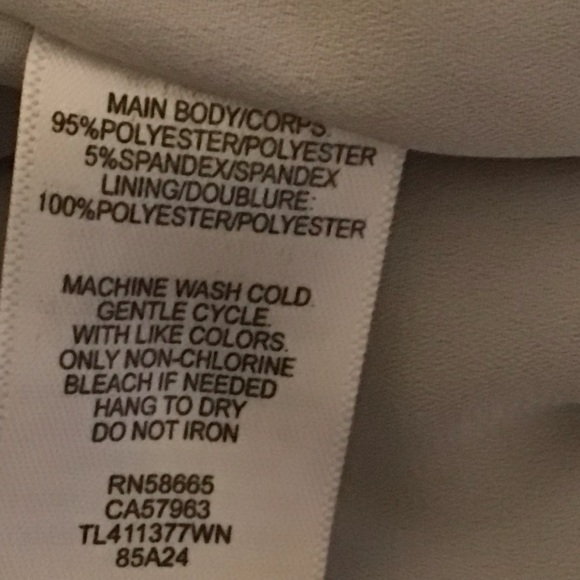 MAIN BODY/CORPS
95%POLYESTER/POLYESTER
5%SPANDEX/SPANDEX
LINING/DOUBLURE:
100%POLYESTER/POLYESTER
MACHINE WASH COLD
GENTLE CYCLE.
WITH LIKE COLORS.
ONLY NON-CHLORINE
BLEACH IF NEEDED
HANG TO DRY
DO NOT IRON
RN58665
CA57963
TL411377WN
85A24